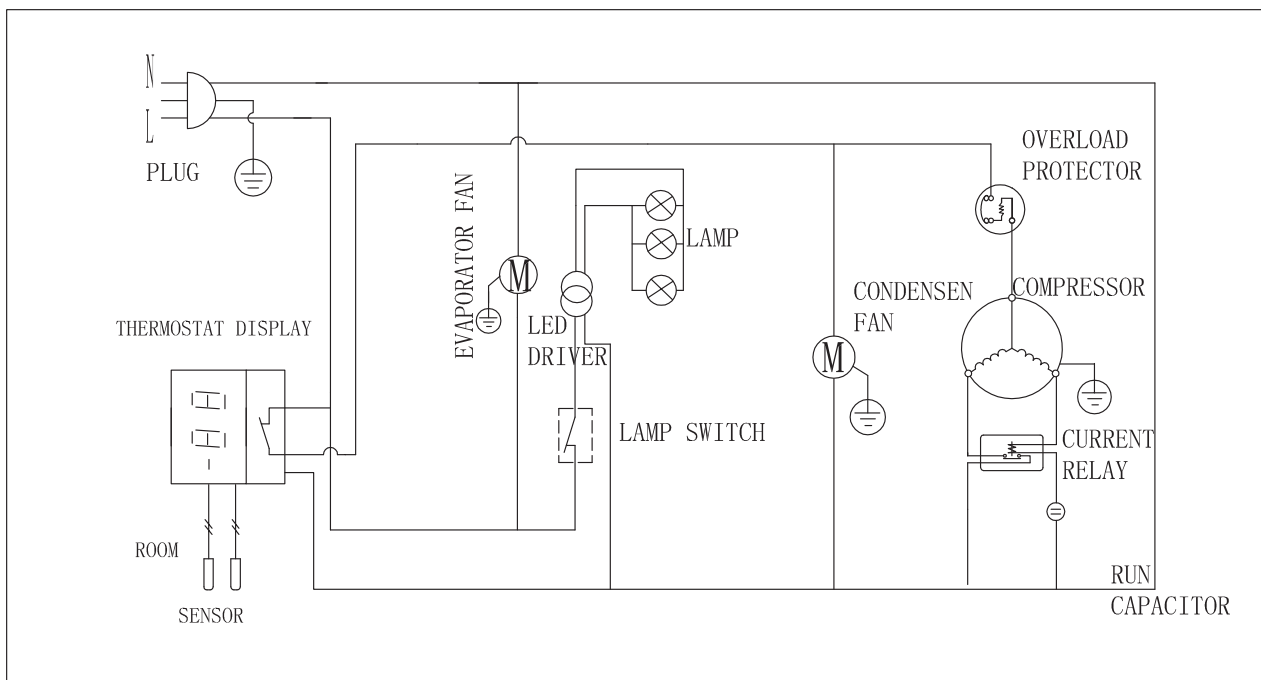 N
L
PLUG
OVERLOAD
PROTECTOR
EVAPORATOR FAN
M
LAMP
COMPRESSOR
CONDENSEN
FAN
M
LED
DRIVER
THERMOSTAT DISPLAY
LAMP SWITCH
CURRENT
RELAY
ROOM
SENSOR
RUN
CAPACITOR